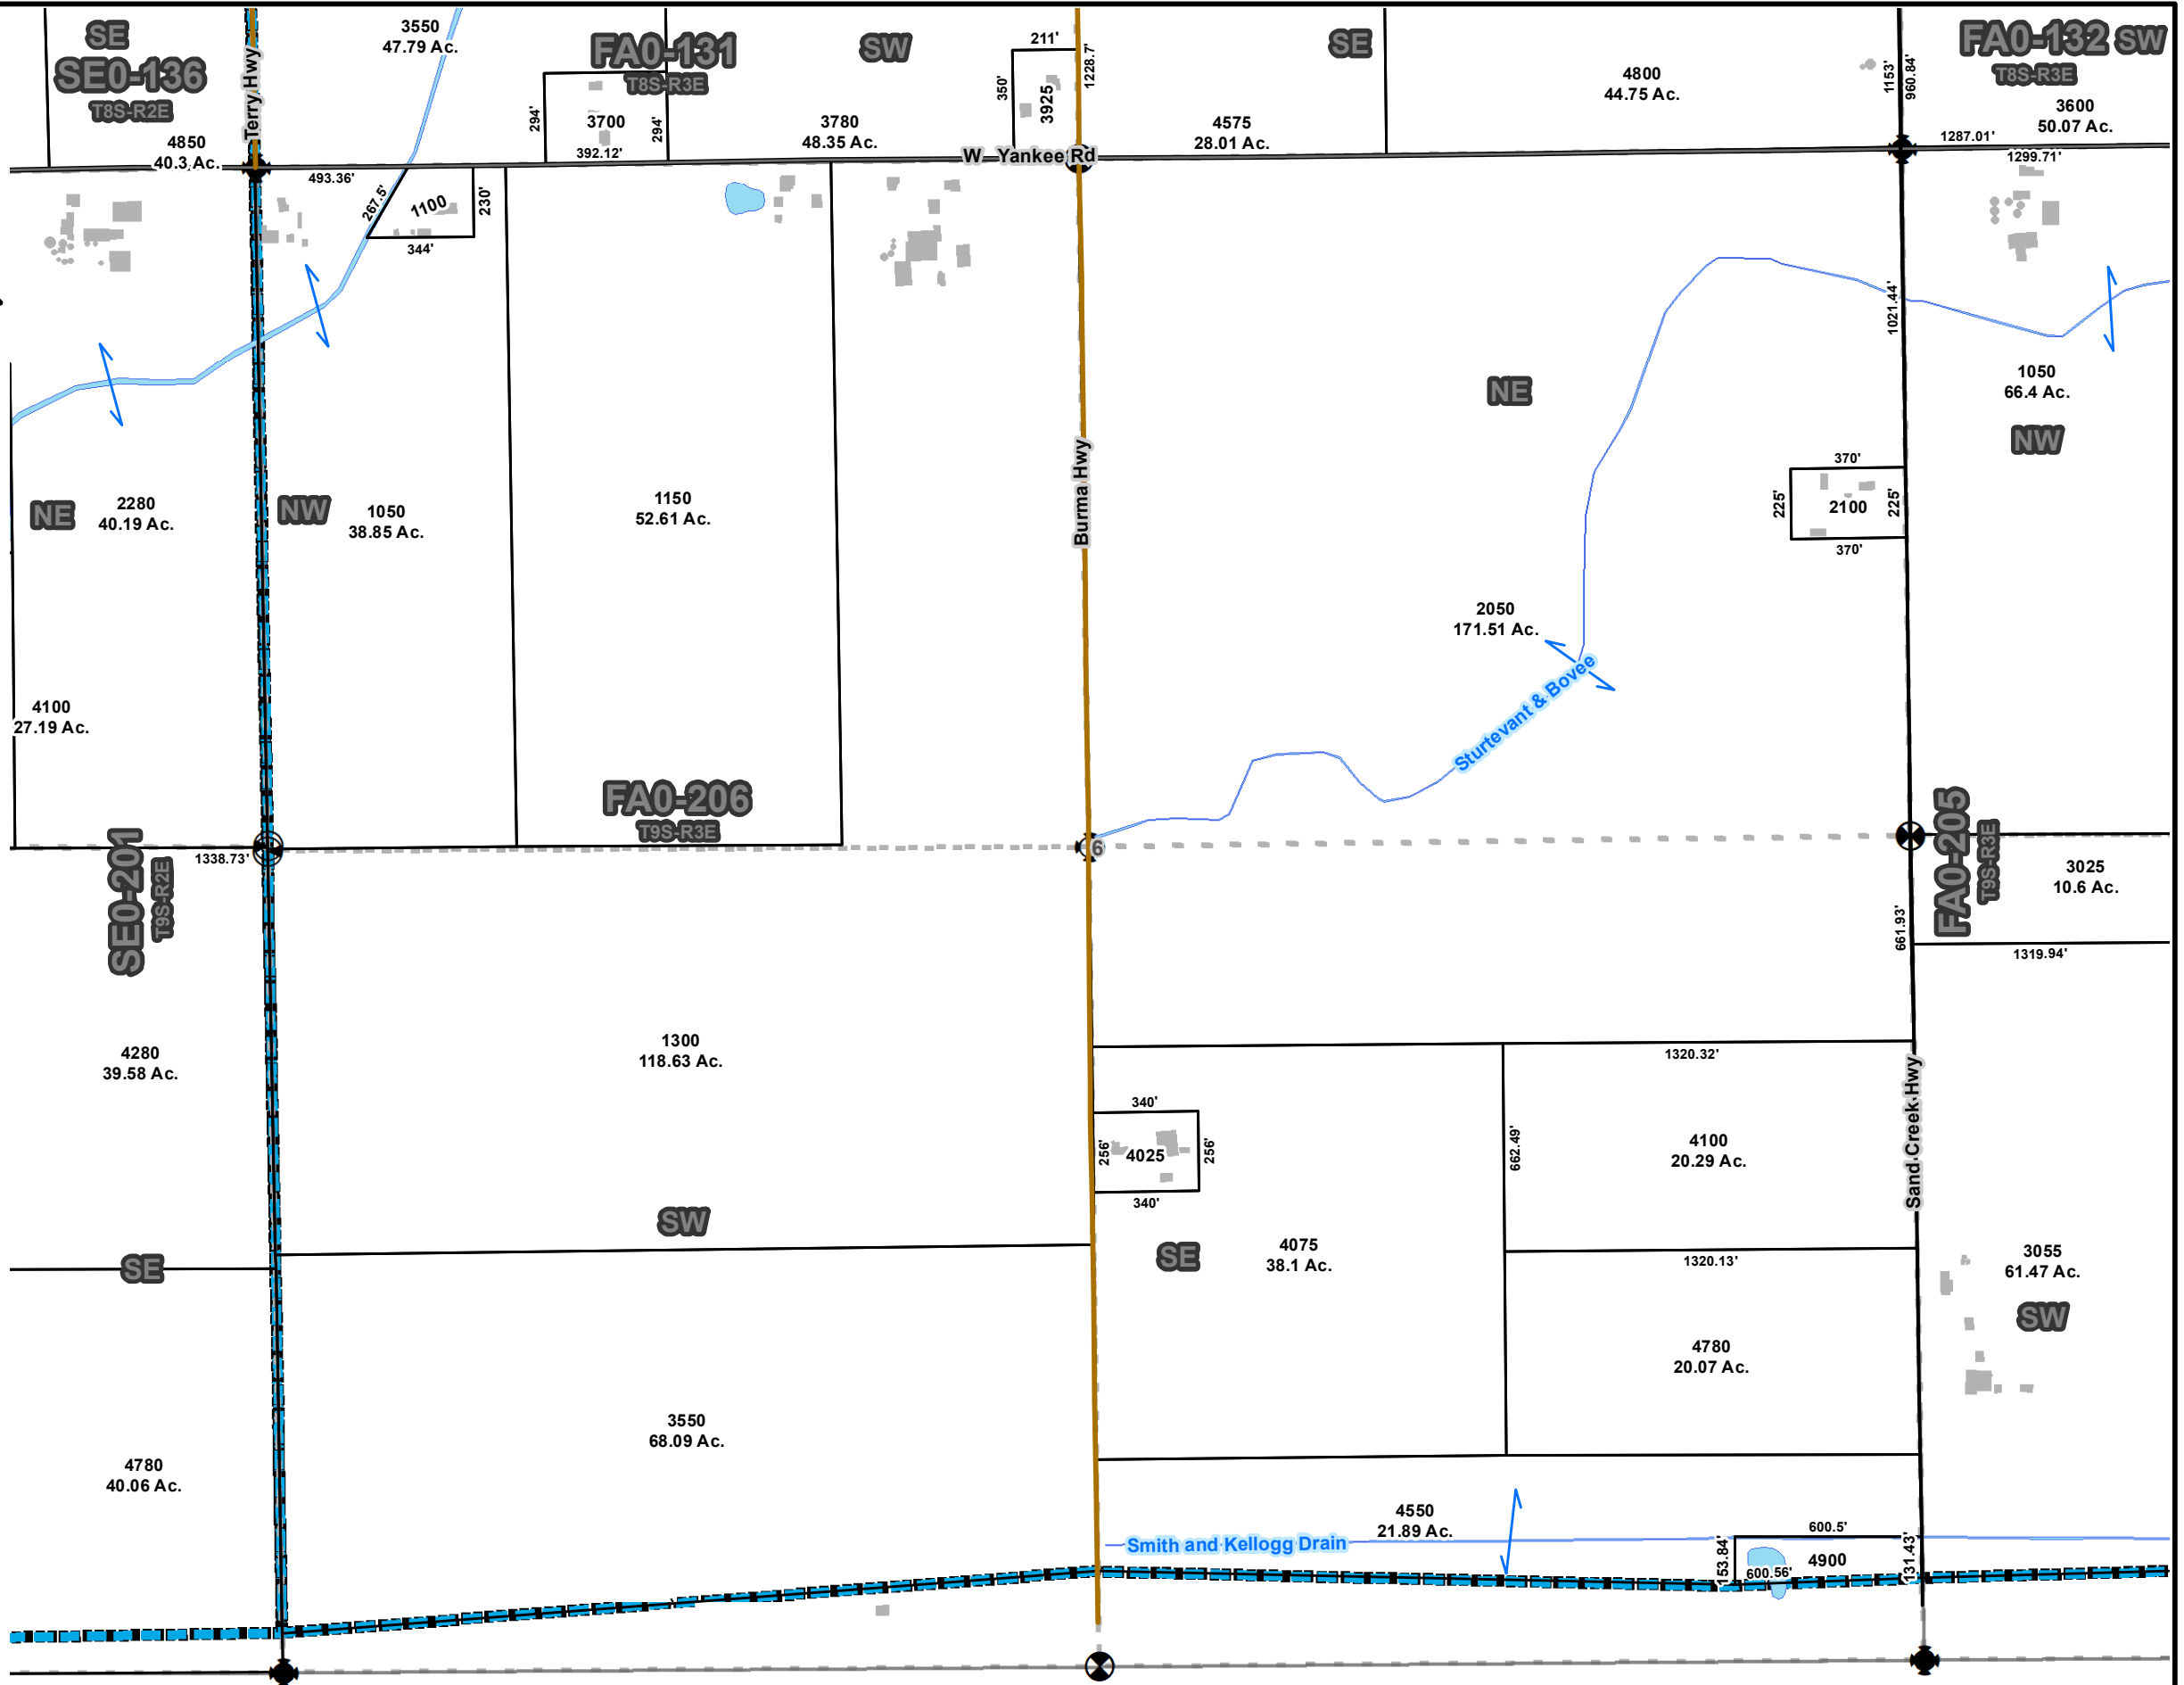 SE
SE0-136
T8S-R2E
4850
40.3 Ac.
Terry Hwy
3550
47.79 Ac.
FA0-131
T8S-R3E
294'
3700
294'
392.12'
SW
3780
48.35 Ac.
211'
350'
3925
1228.7'
W Yankee Rd
4575
28.01 Ac.
SE
4800
44.75 Ac.
1153'
960.84'
FA0-132 SW
T8S-R3E
3600
50.07 Ac.
1287.01'
1299.71'
493.36'
267.5'
1100
230'
344'
1021.44'
1050
66.4 Ac.
NW
NE
370'
225'
2100
225'
370'
NE
2280
40.19 Ac.
NW
1050
38.85 Ac.
1150
52.61 Ac.
Burma Hwy
2050
171.51 Ac.
Sturtevant & Bovee
4100
27.19 Ac.
FA0-206
T9S-R3E
6
1338.73'
SE0-201
T9S-R2E
FA0-205
T9S-R3E
3025
10.6 Ac.
661.93'
1319.94'
4280
39.58 Ac.
1300
118.63 Ac.
1320.32'
340'
256'
4025
256'
340'
662.49'
4100
20.29 Ac.
Sand Creek Hwy
SW
SE
SE
4075
38.1 Ac.
1320.13'
3055
61.47 Ac.
SW
4780
20.07 Ac.
3550
68.09 Ac.
4780
40.06 Ac.
4550
21.89 Ac.
Smith and Kellogg Drain
600.5'
153.84'
4900
600.56'
131.43'